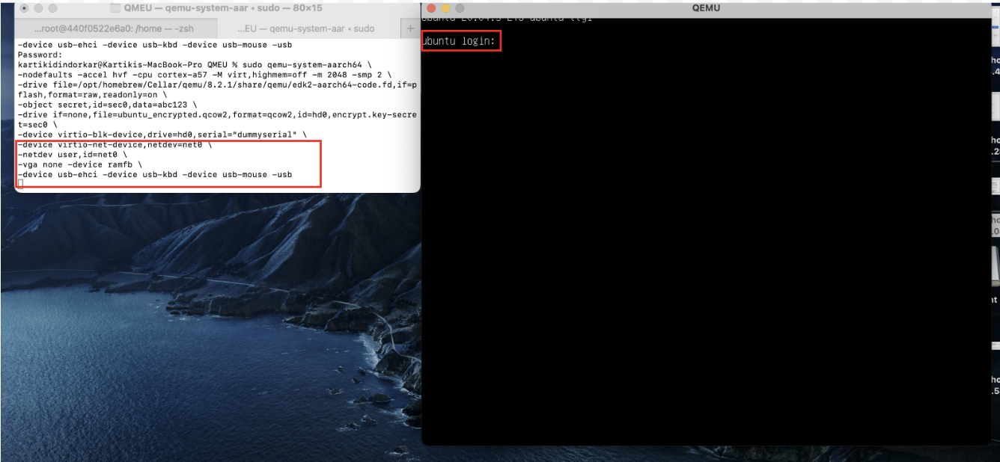 QMEU — qemu-system-aar • sudo — 80×15
...root@440f0522e6a0: /home — -zsh
...EU — qemu-system-aar • sudo
+
-device usb-ehci -device usb-kbd -device usb-mouse -usb
Password:
kartikidindorkar@Kartikis-MacBook-Pro QMEU % sudo qemu-system-aarch64 \
-nodefaults -accel hvf -cpu cortex-a57 -M virt,highmem=off -m 2048 -smp 2 \
-drive file=/opt/homebrew/Cellar/qemu/8.2.1/share/qemu/edk2-aarch64-code.fd,if=p
flash,format=raw,readonly=on \
-object secret,id=sec0,data=abc123 \
-drive if=none,file=ubuntu_encrypted.qcow2,format=qcow2,id=hd0,encrypt.key-secre
t=sec0 \
-device virtio-blk-device,drive=hd0,serial="dummyserial" \
-device virtio-net-device,netdev=net0 \
-netdev user,id=net0 \
-vga none -device ramfb \
-device usb-ehci -device usb-kbd -device usb-mouse -usb
QEMU
ubuntu login: